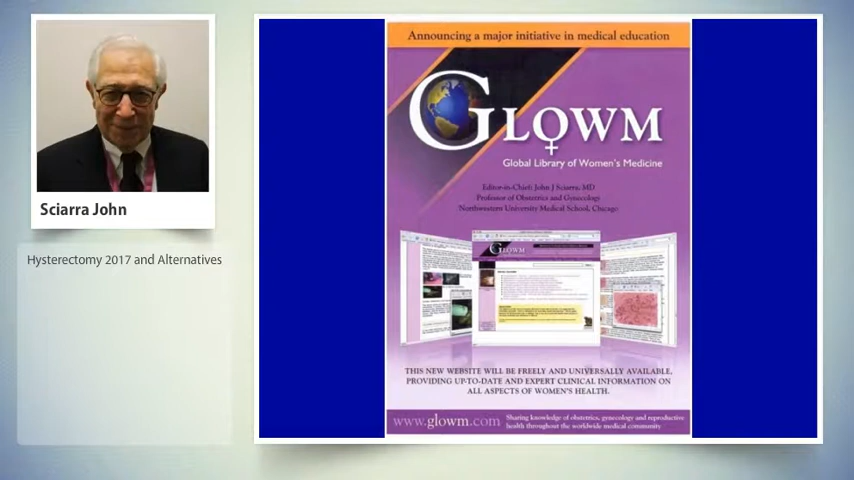 Sciarra John
Hysterectomy 2017 and Alternatives
Announcing a major initiative in medical education
GLOWM
Global Library of Women's Medicine
Editor-in-Chief: John J Sciarra, MD
Professor of Obstetrics and Gynecology
Northwestern University Medical School, Chicago
THIS NEW WEBSITE WILL BE FREELY AND UNIVERSALLY AVAILABLE,
PROVIDING UP-TO-DATE AND EXPERT CLINICAL INFORMATION ON
ALL ASPECTS OF WOMEN'S HEALTH.
www.glowm.com
Sharing knowledge of obstetrics, gynecology and reproductive
health throughout the worldwide medical community